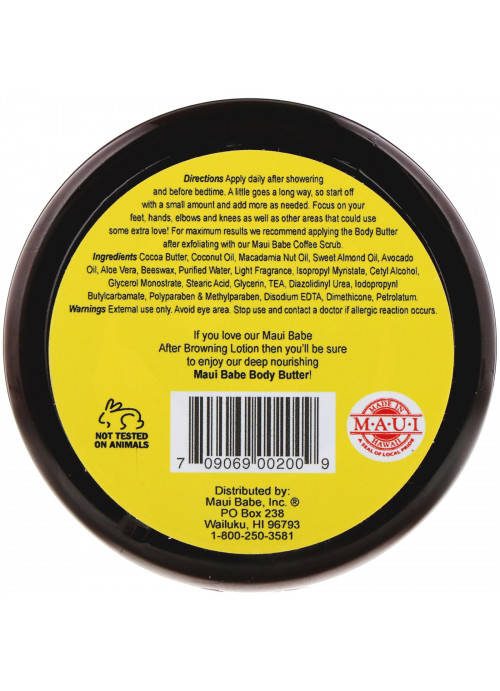 Directions Apply daily after showering
and before bedtime. A little goes a long way, so start off
with a small amount and add more as needed. Focus on your
feet, hands, elbows and knees as well as other areas that could use
some extra love! For maximum results we recommend applying the Body Butter
after exfoliating with our Maui Babe Coffee Scrub.
Ingredients Cocoa Butter, Coconut Oil, Macadamia Nut Oil, Sweet Almond Oil, Avocado
Oil, Aloe Vera, Beeswax, Purified Water, Light Fragrance, Isopropyl Myristate, Cetyl Alcohol,
Glycerol Monostrate, Stearic Acid, Glycerin, TEA, Diazolidinyl Urea, Iodopropynl
Butylcarbamate, Polyparaben & Methylparaben, Disodium EDTA, Dimethicone, Petrolatum.
Warnings External use only. Avoid eye area. Stop use and contact a doctor if allergic reaction occurs.
If you love our Maui Babe
After Browning Lotion then you'll be sure
to enjoy our deep nourishing
Maui Babe Body Butter!
NOT TESTED
ON ANIMALS
7 09069 00200 9
MADE IN
M·A·U·I
HAWAII
A SEAL OF LOCAL PRIDE
Distributed by:
Maui Babe, Inc. ®
PO Box 238
Wailuku, HI 96793
1-800-250-3581